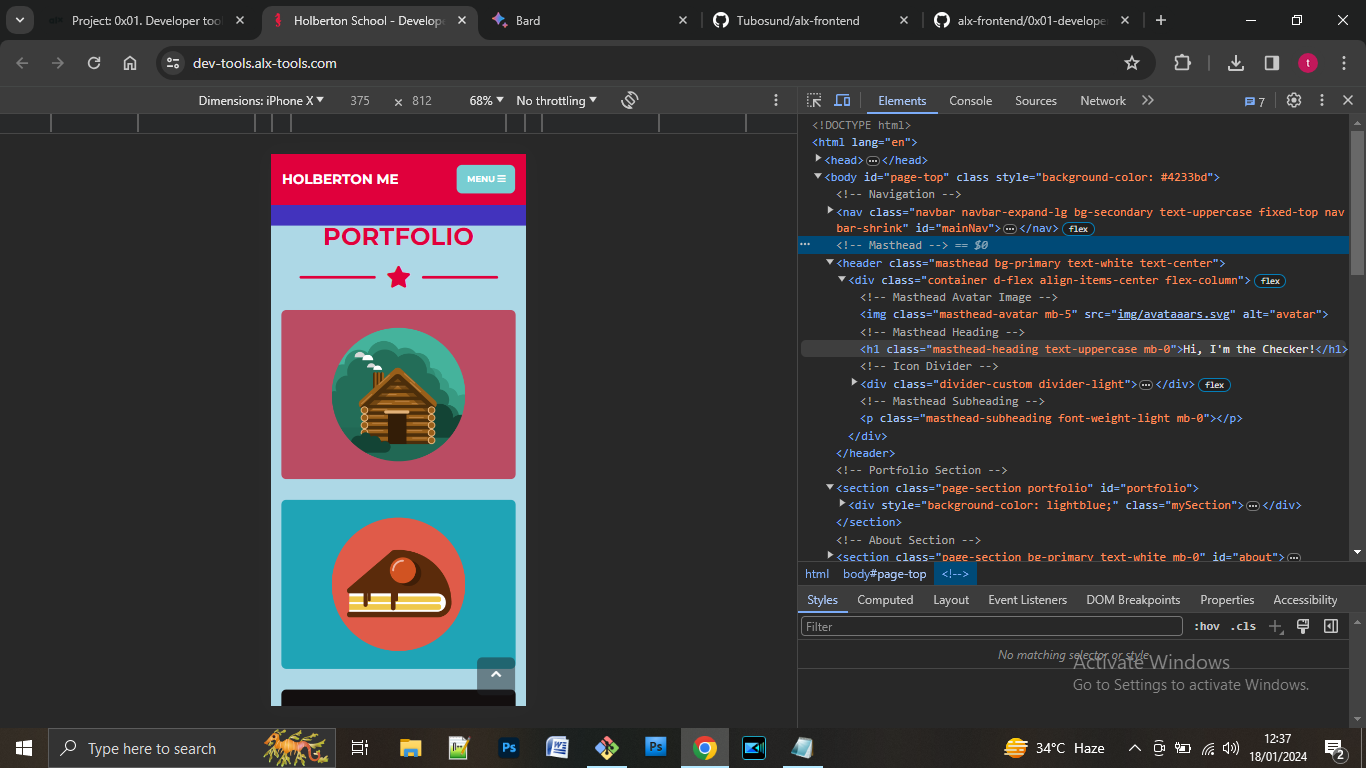 Project: 0x01. Developer tool
Holberton School - Develope
Bard
Tubosund/alx-frontend
alx-frontend/0x01-develope
dev-tools.alx-tools.com
t
Dimensions: iPhone X
375
×
812
68%
No throttling
HOLBERTON ME
MENU
PORTFOLIO
Elements
Console
Sources
Network
7
<!DOCTYPE html>
<html lang="en">
<head>…</head>
<body id="page-top" class style="background-color: #4233bd">
<!-- Navigation -->
<nav class="navbar navbar-expand-lg bg-secondary text-uppercase fixed-top nav
bar-shrink" id="mainNav">…</nav> flex
<!-- Masthead --> == $0
<header class="masthead bg-primary text-white text-center">
<div class="container d-flex align-items-center flex-column"> flex
<!-- Masthead Avatar Image -->
<img class="masthead-avatar mb-5" src="img/avataaars.svg" alt="avatar">
<!-- Masthead Heading -->
<h1 class="masthead-heading text-uppercase mb-0">Hi, I'm the Checker!</h1>
<!-- Icon Divider -->
<div class="divider-custom divider-light">…</div> flex
<!-- Masthead Subheading -->
<p class="masthead-subheading font-weight-light mb-0"></p>
</div>
</header>
<!-- Portfolio Section -->
<section class="page-section portfolio" id="portfolio">
<div style="background-color: lightblue;" class="mySection">…</div>
</section>
<!-- About Section -->
<section class="page-section bg-primary text-white mb-0" id="about">…
html
body#page-top
<!-->
Styles
Computed
Layout
Event Listeners
DOM Breakpoints
Properties
Accessibility
Filter
:hov
.cls
No matching selector or style
Activate Windows
Go to Settings to activate Windows.
Type here to search
34°C Haze
12:37
18/01/2024
2